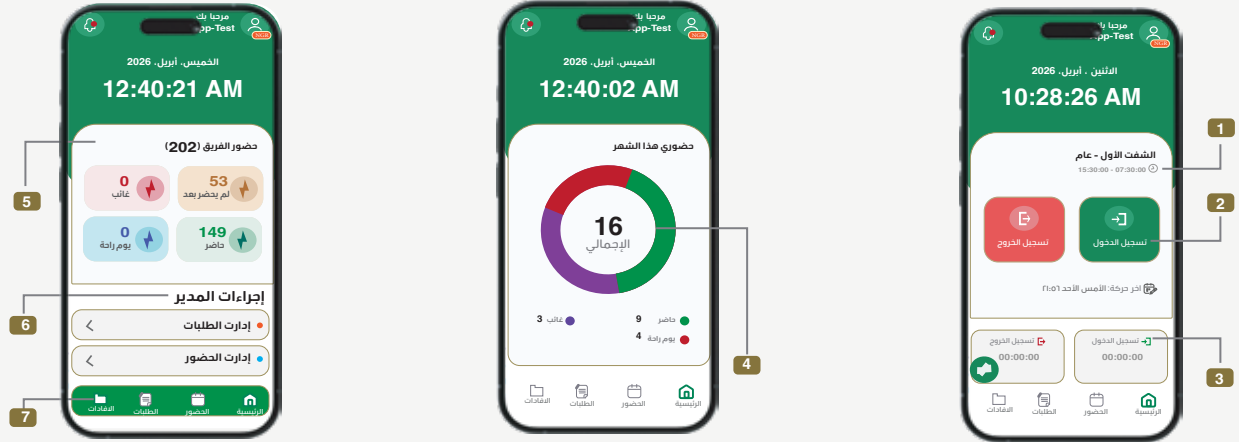 مرحبا بك
pp-Test
NGR
الخميس. أبريل. 2026
12:40:21 AM
حضور الفريق (202)
0
غائب
53
لم يحضر بعد
0
يوم راحة
149
حاضر
إجراءات المدير
إدارت الطلبات
إدارت الحضور
الرئيسية
الحضور
الطلبات
الافادات
5
6
7
مرحبا بك
pp-Test
NGR
الخميس. أبريل. 2026
12:40:02 AM
حضوري هذا الشهر
16
الإجمالي
حاضر 9
غائب 3
يوم راحة 4
الرئيسية
الحضور
الطلبات
الافادات
4
مرحبا بك
pp-Test
NGR
الاثنين . أبريل. 2026
10:28:26 AM
الشفت الأول - عام
15:30:00 - 07:30:00
تسجيل الدخول
تسجيل الخروج
اخر حركة: الأمس الأحد ٢١:٥٦
تسجيل الدخول
00:00:00
تسجيل الخروج
00:00:00
الرئيسية
الحضور
الطلبات
الافادات
1
2
3